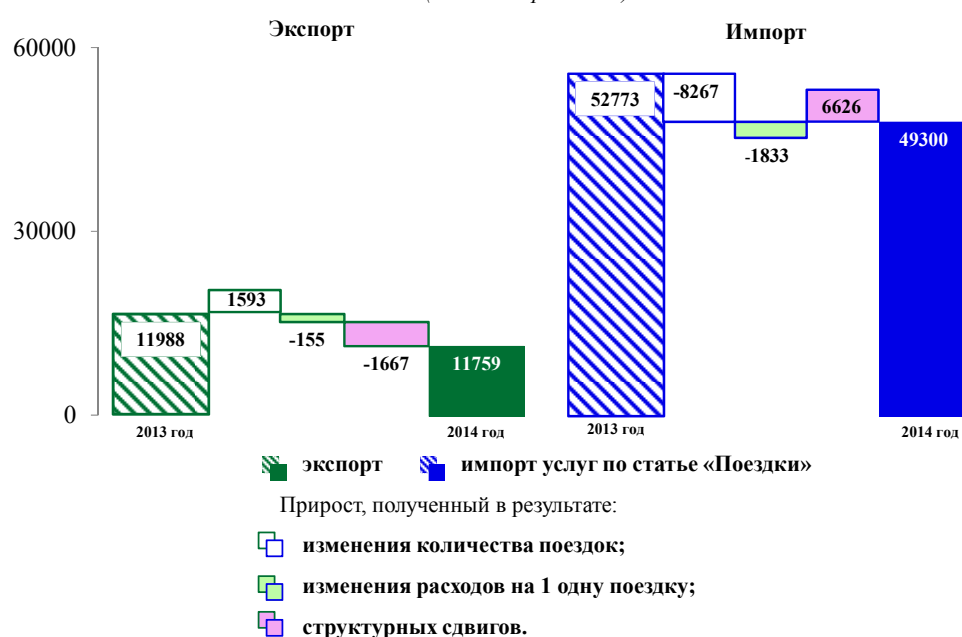 Экспорт
Импорт
60000
30000
0
11988
1593
-155
-1667
11759
52773
-8267
-1833
6626
49300
2013 год
2014 год
2013 год
2014 год
экспорт
импорт услуг по статье «Поездки»
Прирост, полученный в результате:
изменения количества поездок;
изменения расходов на 1 одну поездку;
структурных сдвигов.